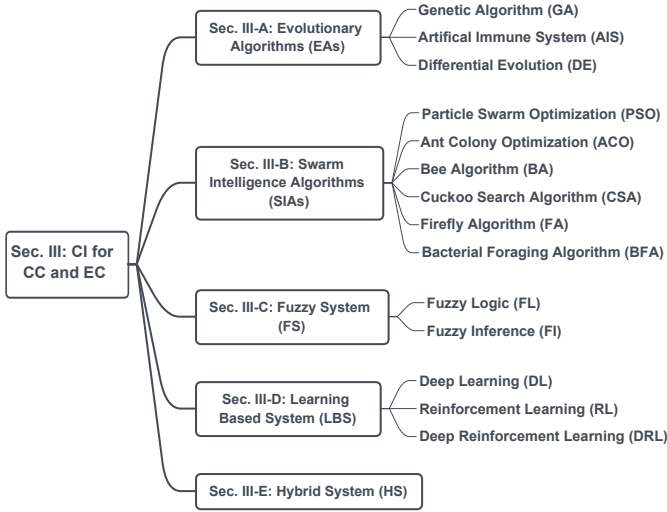 Sec. III: CI for
CC and EC
Sec. III-A: Evolutionary
Algorithms (EAs)
Genetic Algorithm (GA)
Artifical Immune System (AIS)
Differential Evolution (DE)
Sec. III-B: Swarm
Intelligence Algorithms
(SIAs)
Particle Swarm Optimization (PSO)
Ant Colony Optimization (ACO)
Bee Algorithm (BA)
Cuckoo Search Algorithm (CSA)
Firefly Algorithm (FA)
Bacterial Foraging Algorithm (BFA)
Sec. III-C: Fuzzy System
(FS)
Fuzzy Logic (FL)
Fuzzy Inference (FI)
Sec. III-D: Learning
Based System (LBS)
Deep Learning (DL)
Reinforcement Learning (RL)
Deep Reinforcement Learning (DRL)
Sec. III-E: Hybrid System (HS)